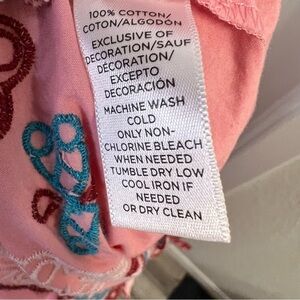 100% COTTON/
COTON/ALGODÓN
EXCLUSIVE OF
DECORATION/SAUF
DÉCORATION/
EXCEPTO
DECORACIÓN
MACHINE WASH
COLD
ONLY NON-
CHLORINE BLEACH
WHEN NEEDED
TUMBLE DRY LOW
COOL IRON IF
NEEDED
OR DRY CLEAN